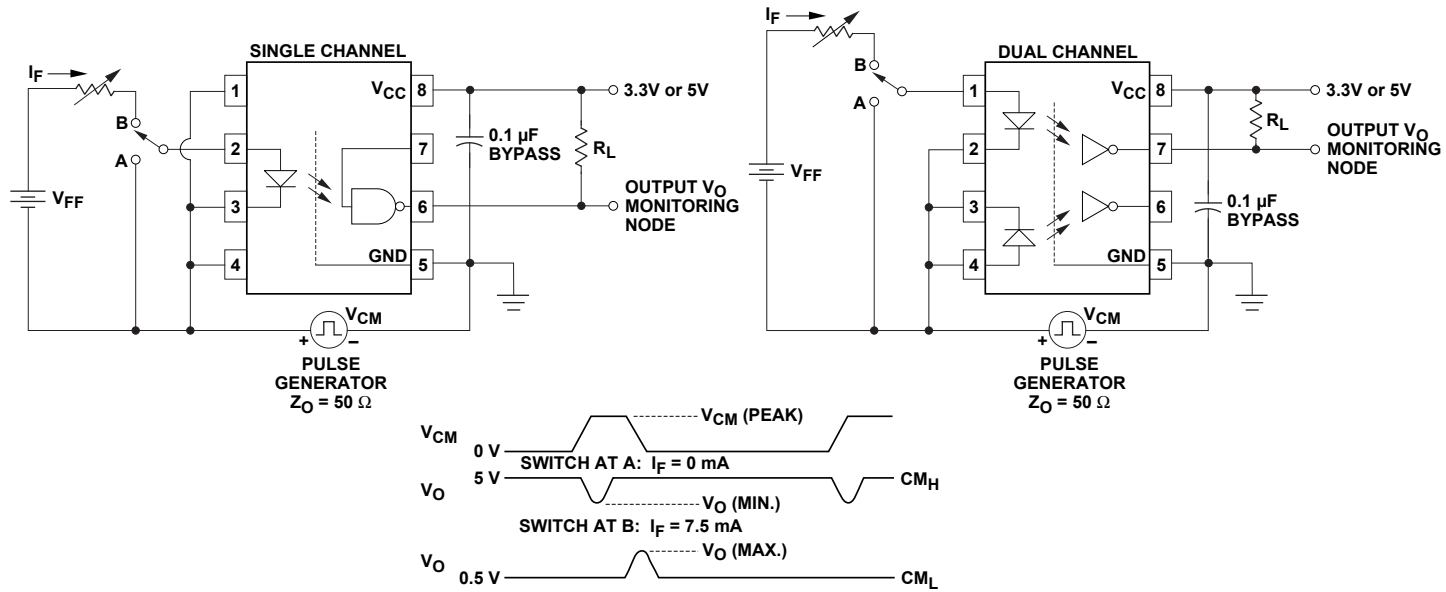 SINGLE CHANNEL
I_F
B
A
V_FF
1
2
3
4
V_CC
8
7
6
GND
5
0.1 µF
BYPASS
R_L
3.3V or 5V
OUTPUT V_O
MONITORING
NODE
V_CM
+
–
PULSE
GENERATOR
Z_O = 50 Ω
DUAL CHANNEL
I_F
B
A
V_FF
1
2
3
4
V_CC
8
7
6
GND
5
R_L
3.3V or 5V
OUTPUT V_O
MONITORING
NODE
0.1 µF
BYPASS
V_CM
+
–
PULSE
GENERATOR
Z_O = 50 Ω
V_CM
0 V
V_CM (PEAK)
SWITCH AT A: I_F = 0 mA
V_O
5 V
CM_H
V_O (MIN.)
SWITCH AT B: I_F = 7.5 mA
V_O (MAX.)
V_O
0.5 V
CM_L